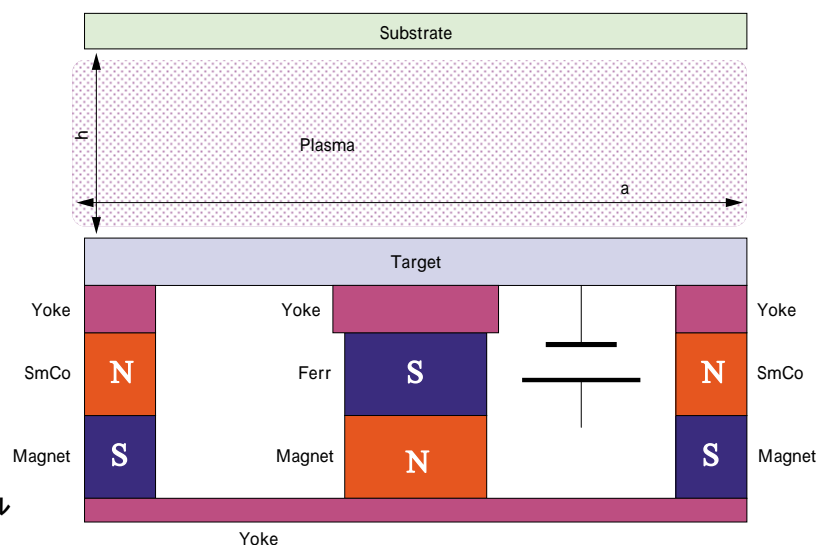 Substrate
h
Plasma
a
Target
Yoke
Yoke
Yoke
SmCo
N
Ferr
S
N
SmCo
Magnet
S
Magnet
N
S
Magnet
Yoke